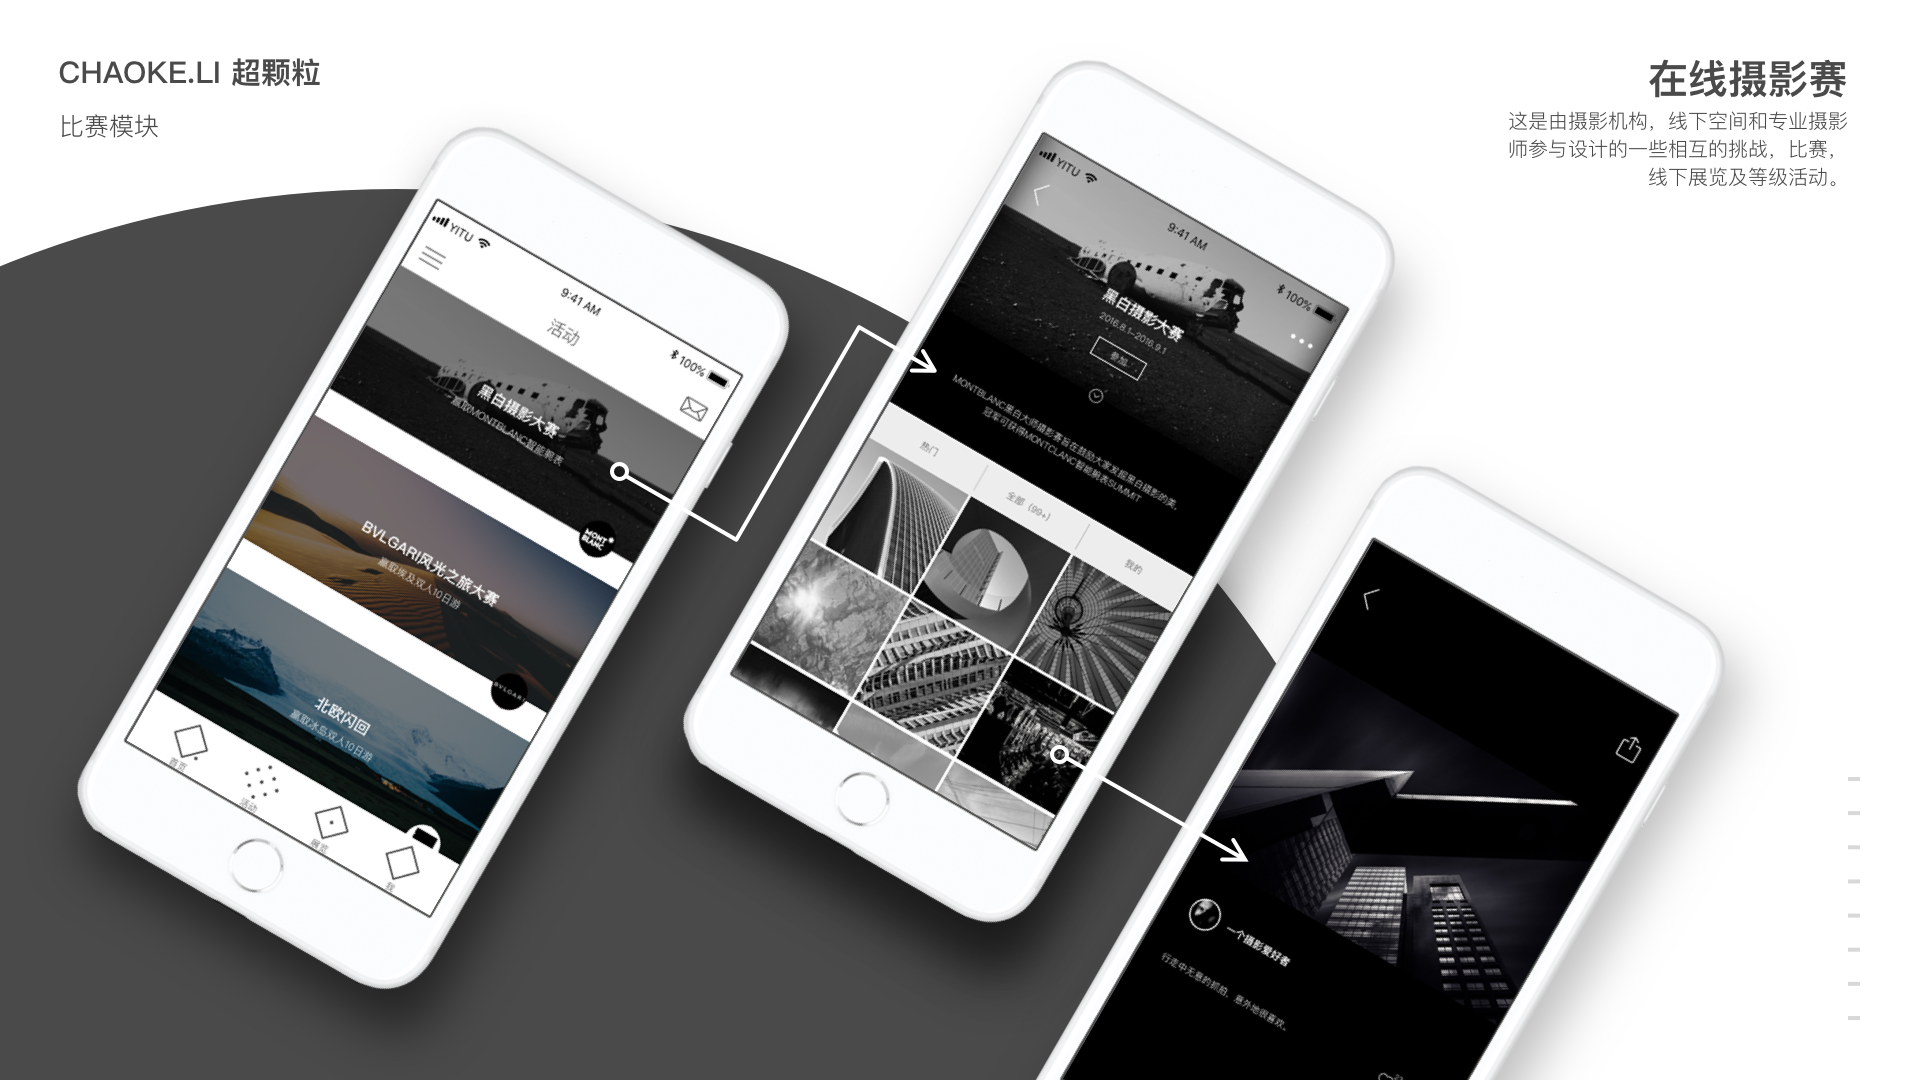 CHAOKE.LI 超颗粒
比赛模块
在线摄影赛
这是由摄影机构，线下空间和专业摄影
师参与设计的一些相互的挑战，比赛，
线下展览及等级活动。
YITU
9:41 AM
100%
活动
黑白摄影大赛
赢取MONTBLANC智能腕表
MONT
BLANC
BVLGARI风光之旅大赛
赢取埃及双人10日游
BVLGARI
北欧闪回
赢取冰岛双人10日游
首页
活动
展览
我
YITU
9:41 AM
100%
黑白摄影大赛
2016.8.1-2016.9.1
参加
MONTBLANC黑白大师摄影赛旨在鼓励大家发掘黑白摄影的美。
冠军可获得MONTCLANC智能腕表SUMMIT
热门
全部（99+）
我的
一个摄影爱好者
行走中无意的抓拍，意外地很喜欢。